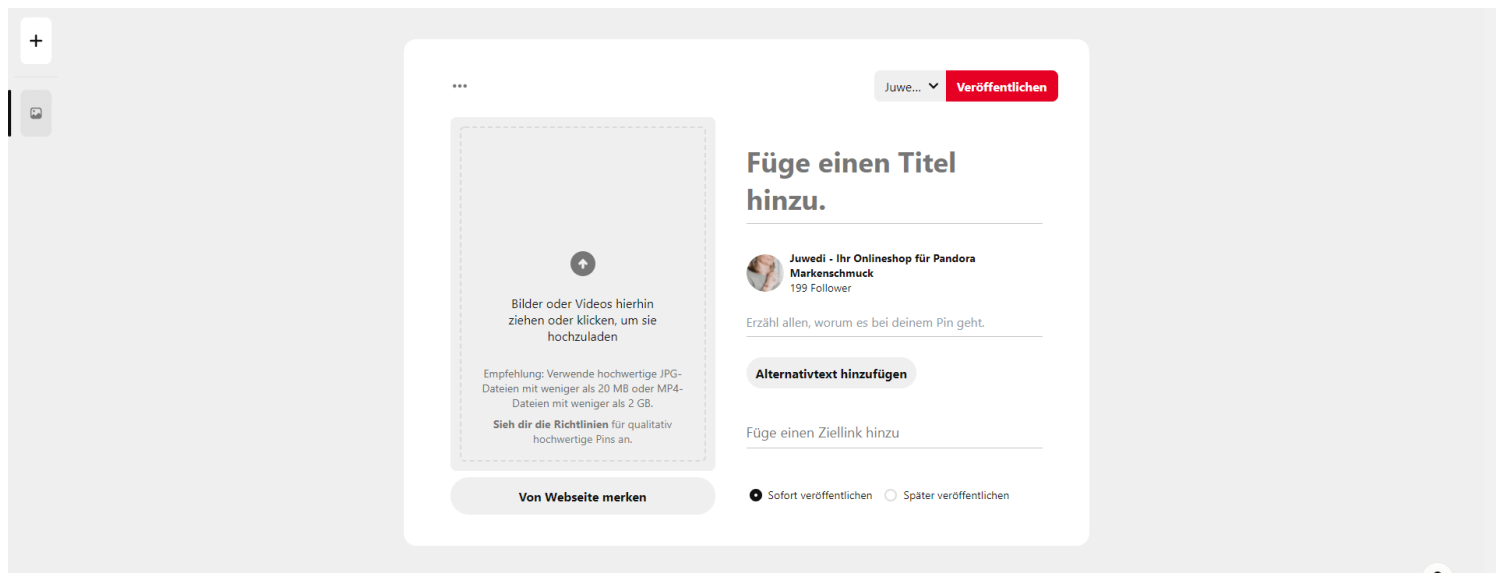 Juwe...
Veröffentlichen
Füge einen Titel
hinzu.
Juwedi - Ihr Onlineshop für Pandora
Markenschmuck
199 Follower
Bilder oder Videos hierhin
ziehen oder klicken, um sie
hochzuladen
Erzähl allen, worum es bei deinem Pin geht.
Alternativtext hinzufügen
Empfehlung: Verwende hochwertige JPG-
Dateien mit weniger als 20 MB oder MP4-
Dateien mit weniger als 2 GB.
Sieh dir die Richtlinien für qualitativ
hochwertige Pins an.
Füge einen Ziellink hinzu
Von Webseite merken
Sofort veröffentlichen
Später veröffentlichen